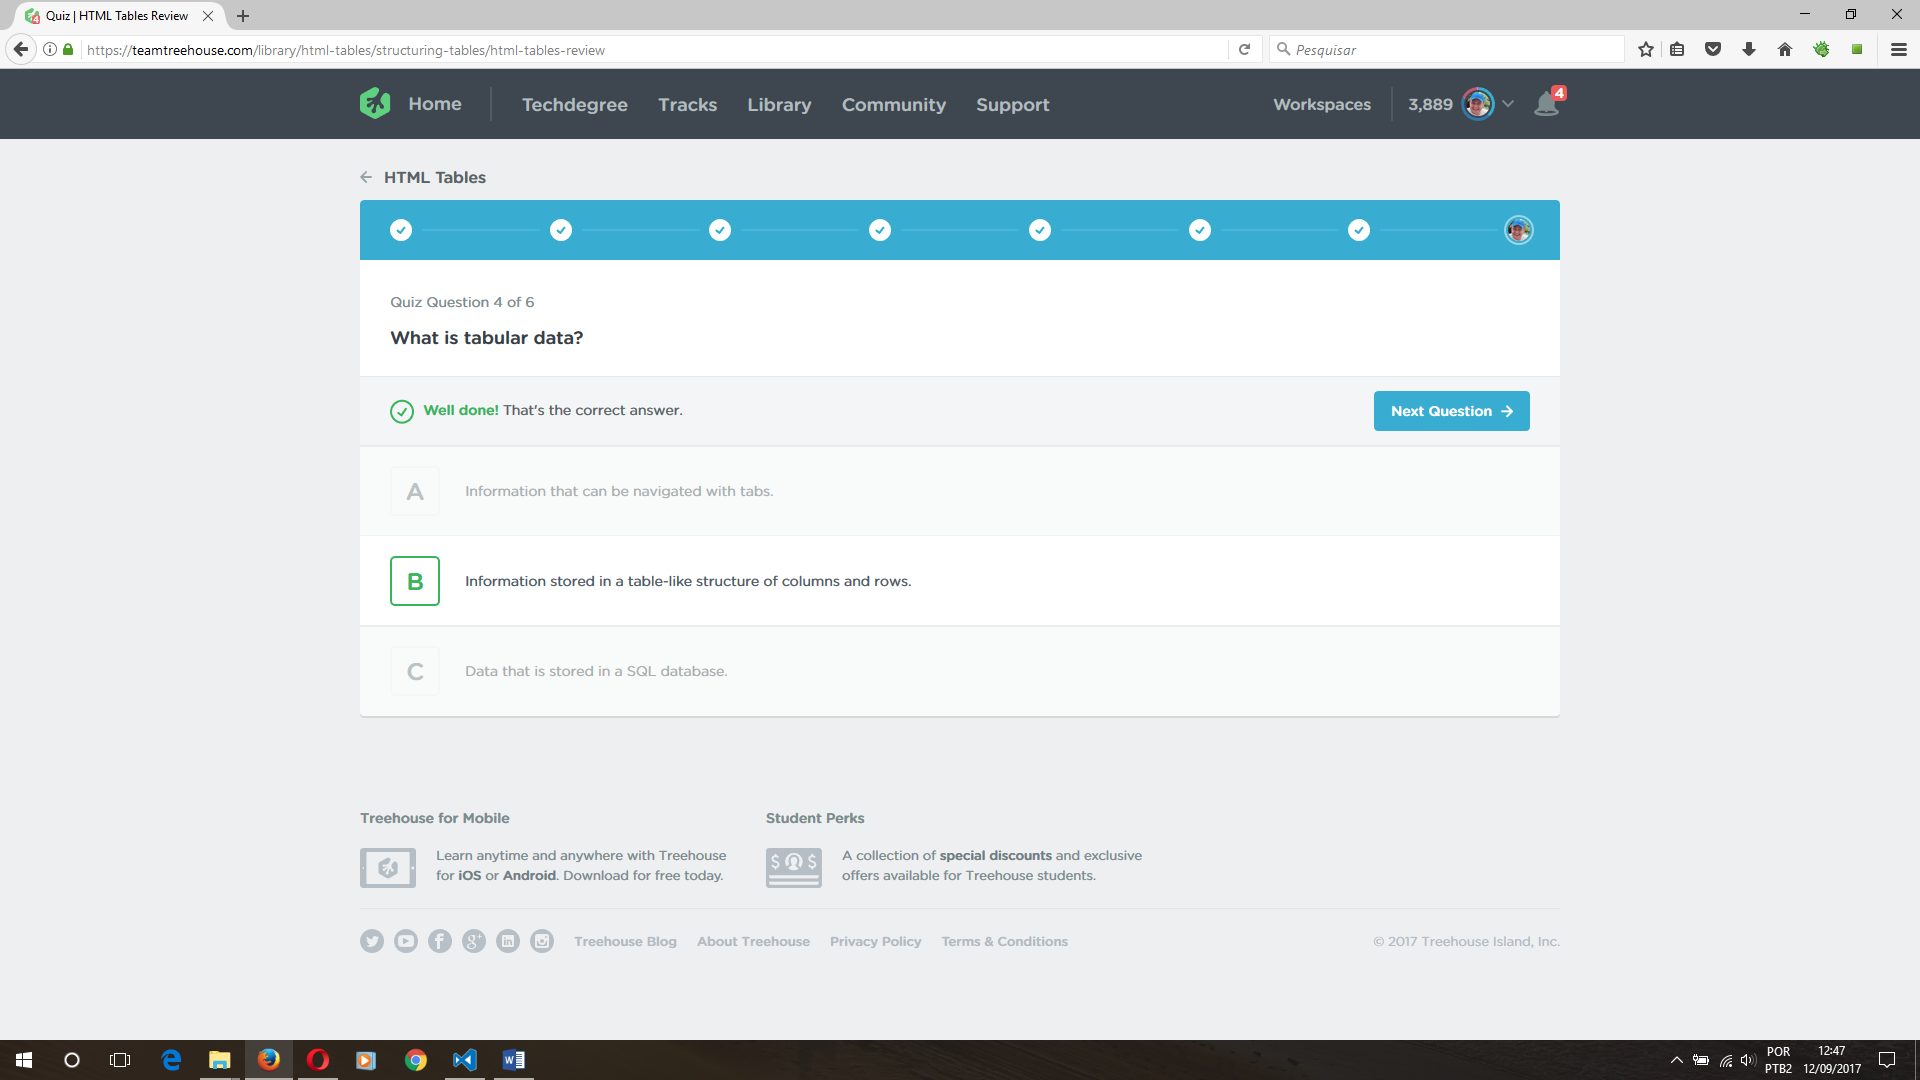 Quiz | HTML Tables Review
https://teamtreehouse.com/library/html-tables/structuring-tables/html-tables-review
Pesquisar
Home
Techdegree
Tracks
Library
Community
Support
Workspaces
3,889
4
HTML Tables
Quiz Question 4 of 6
What is tabular data?
Well done! That's the correct answer.
Next Question
A
Information that can be navigated with tabs.
B
Information stored in a table-like structure of columns and rows.
C
Data that is stored in a SQL database.
Treehouse for Mobile
Learn anytime and anywhere with Treehouse
for iOS or Android. Download for free today.
Student Perks
A collection of special discounts and exclusive
offers available for Treehouse students.
Treehouse Blog
About Treehouse
Privacy Policy
Terms & Conditions
© 2017 Treehouse Island, Inc.
POR
PTB2
12:47
12/09/2017